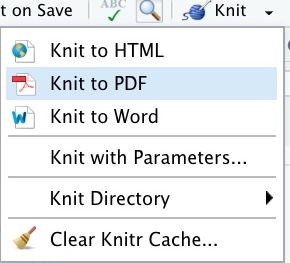 t on Save ABC Knit
Knit to HTML
Knit to PDF
Knit to Word
Knit with Parameters...
Knit Directory
Clear Knitr Cache...